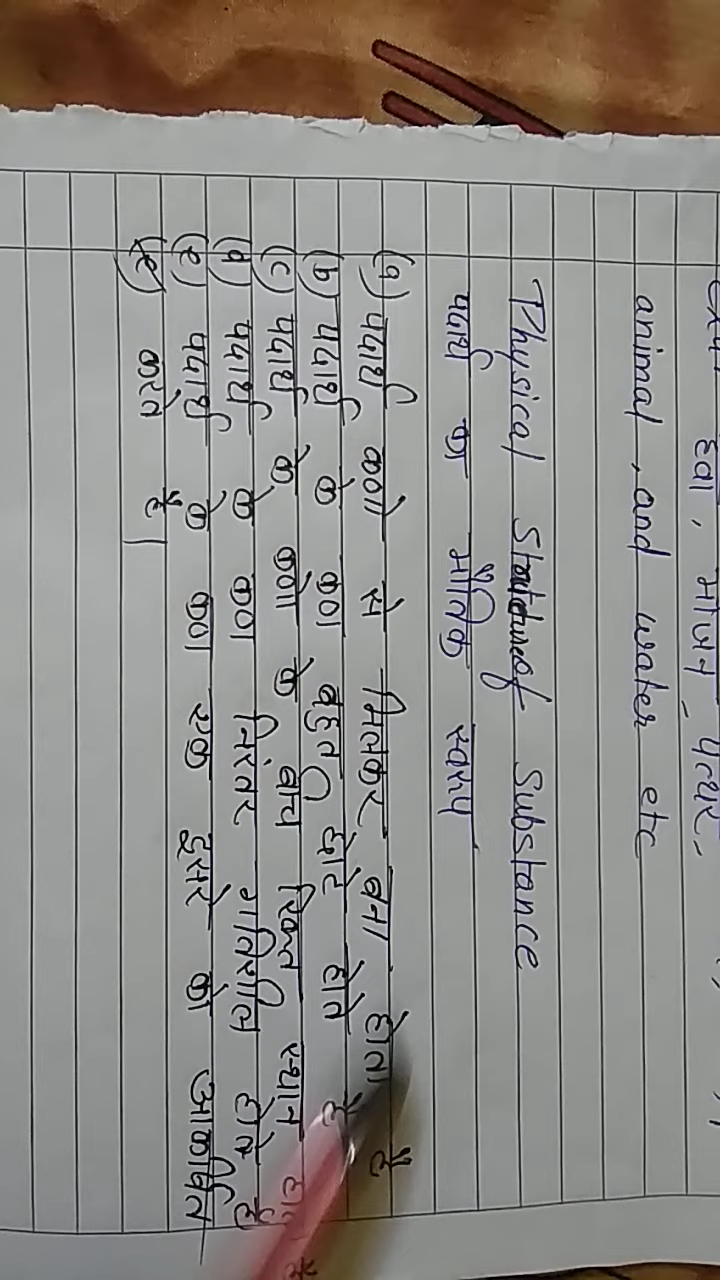 हवा, भोजन, पत्थर,
animal, and water etc
Physical Structure of Substance
पदार्थ का भौतिक स्वरूप
(a) पदार्थ कणों से मिलकर बना होता है
(b) पदार्थ के कण बहुत छोटे होते है
(c) पदार्थ के कणों के बीच रिक्त स्थान
(d) पदार्थ के कण निरंतर गतिशील होते है
(e) पदार्थ के कण एक दूसरे को आकर्षित
करते है।